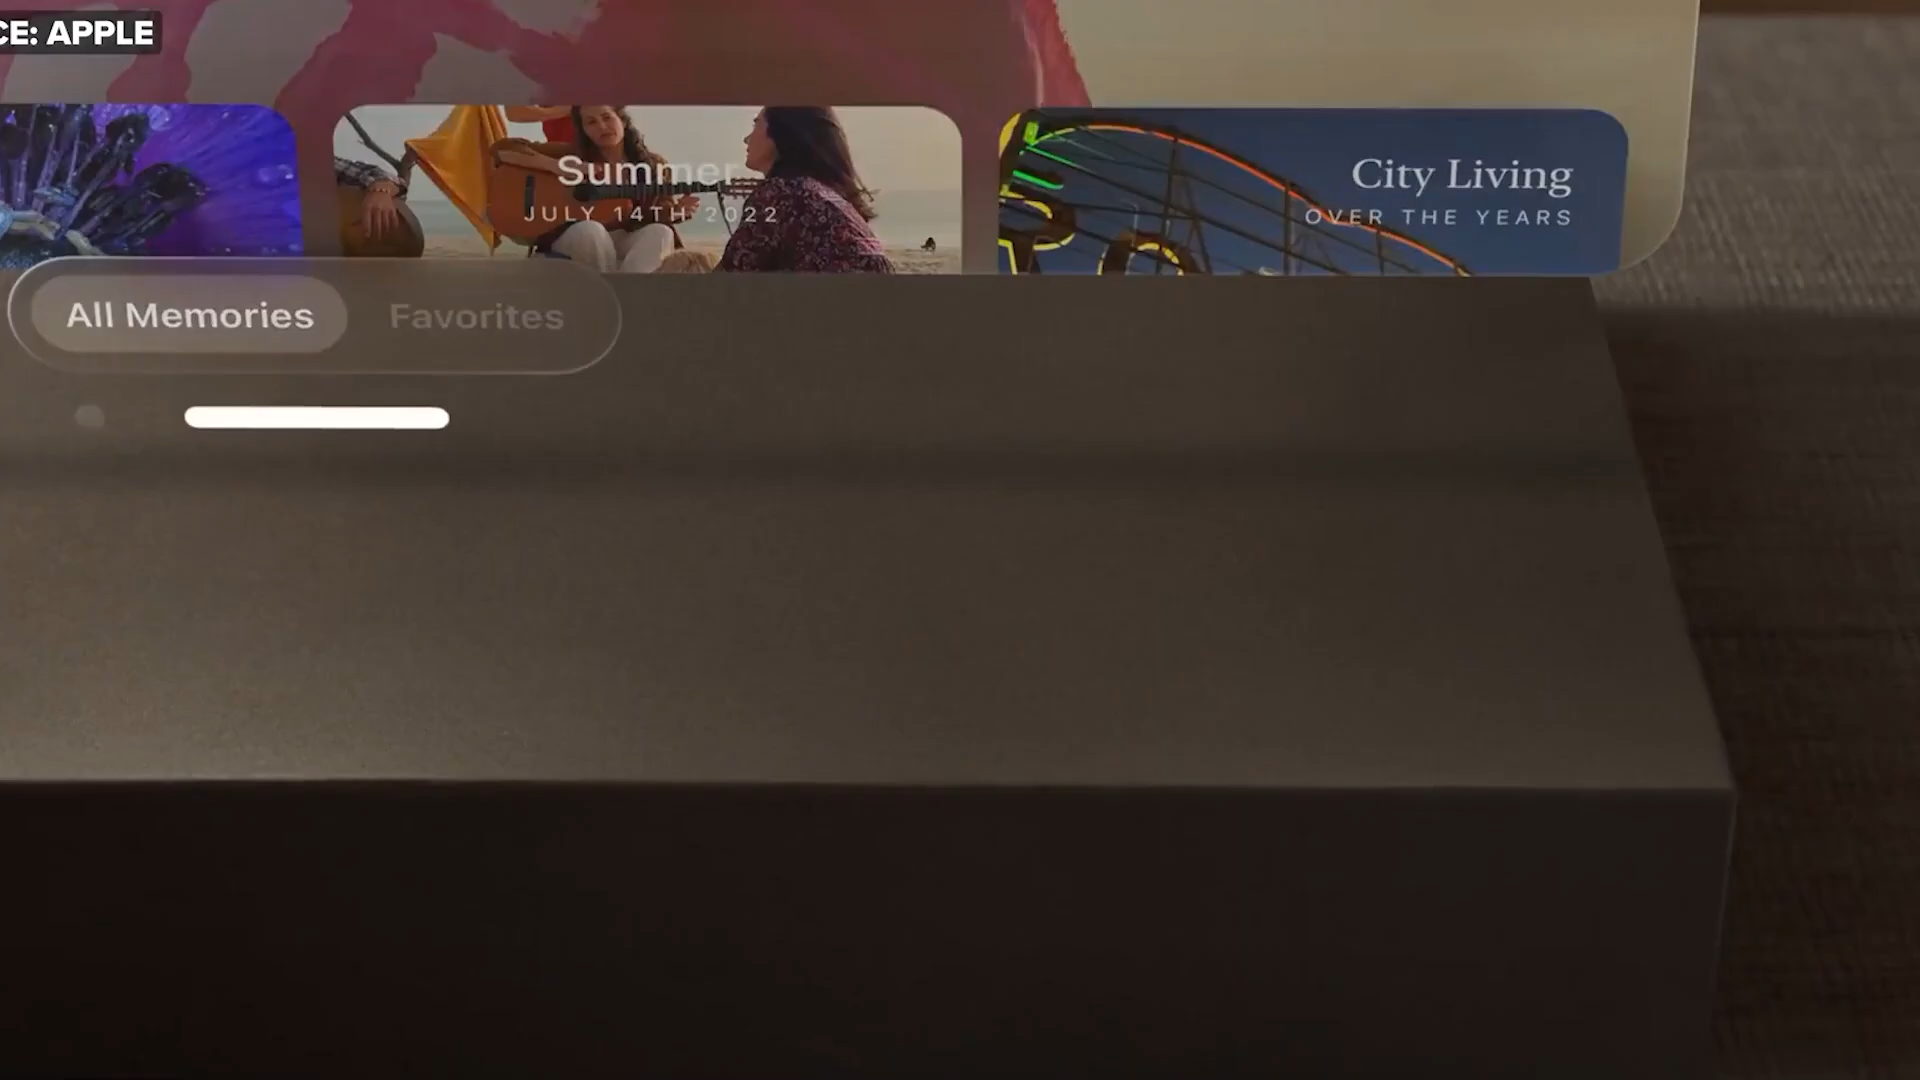 CE: APPLE
Summer
JULY 14TH 2022
City Living
OVER THE YEARS
All Memories
Favorites